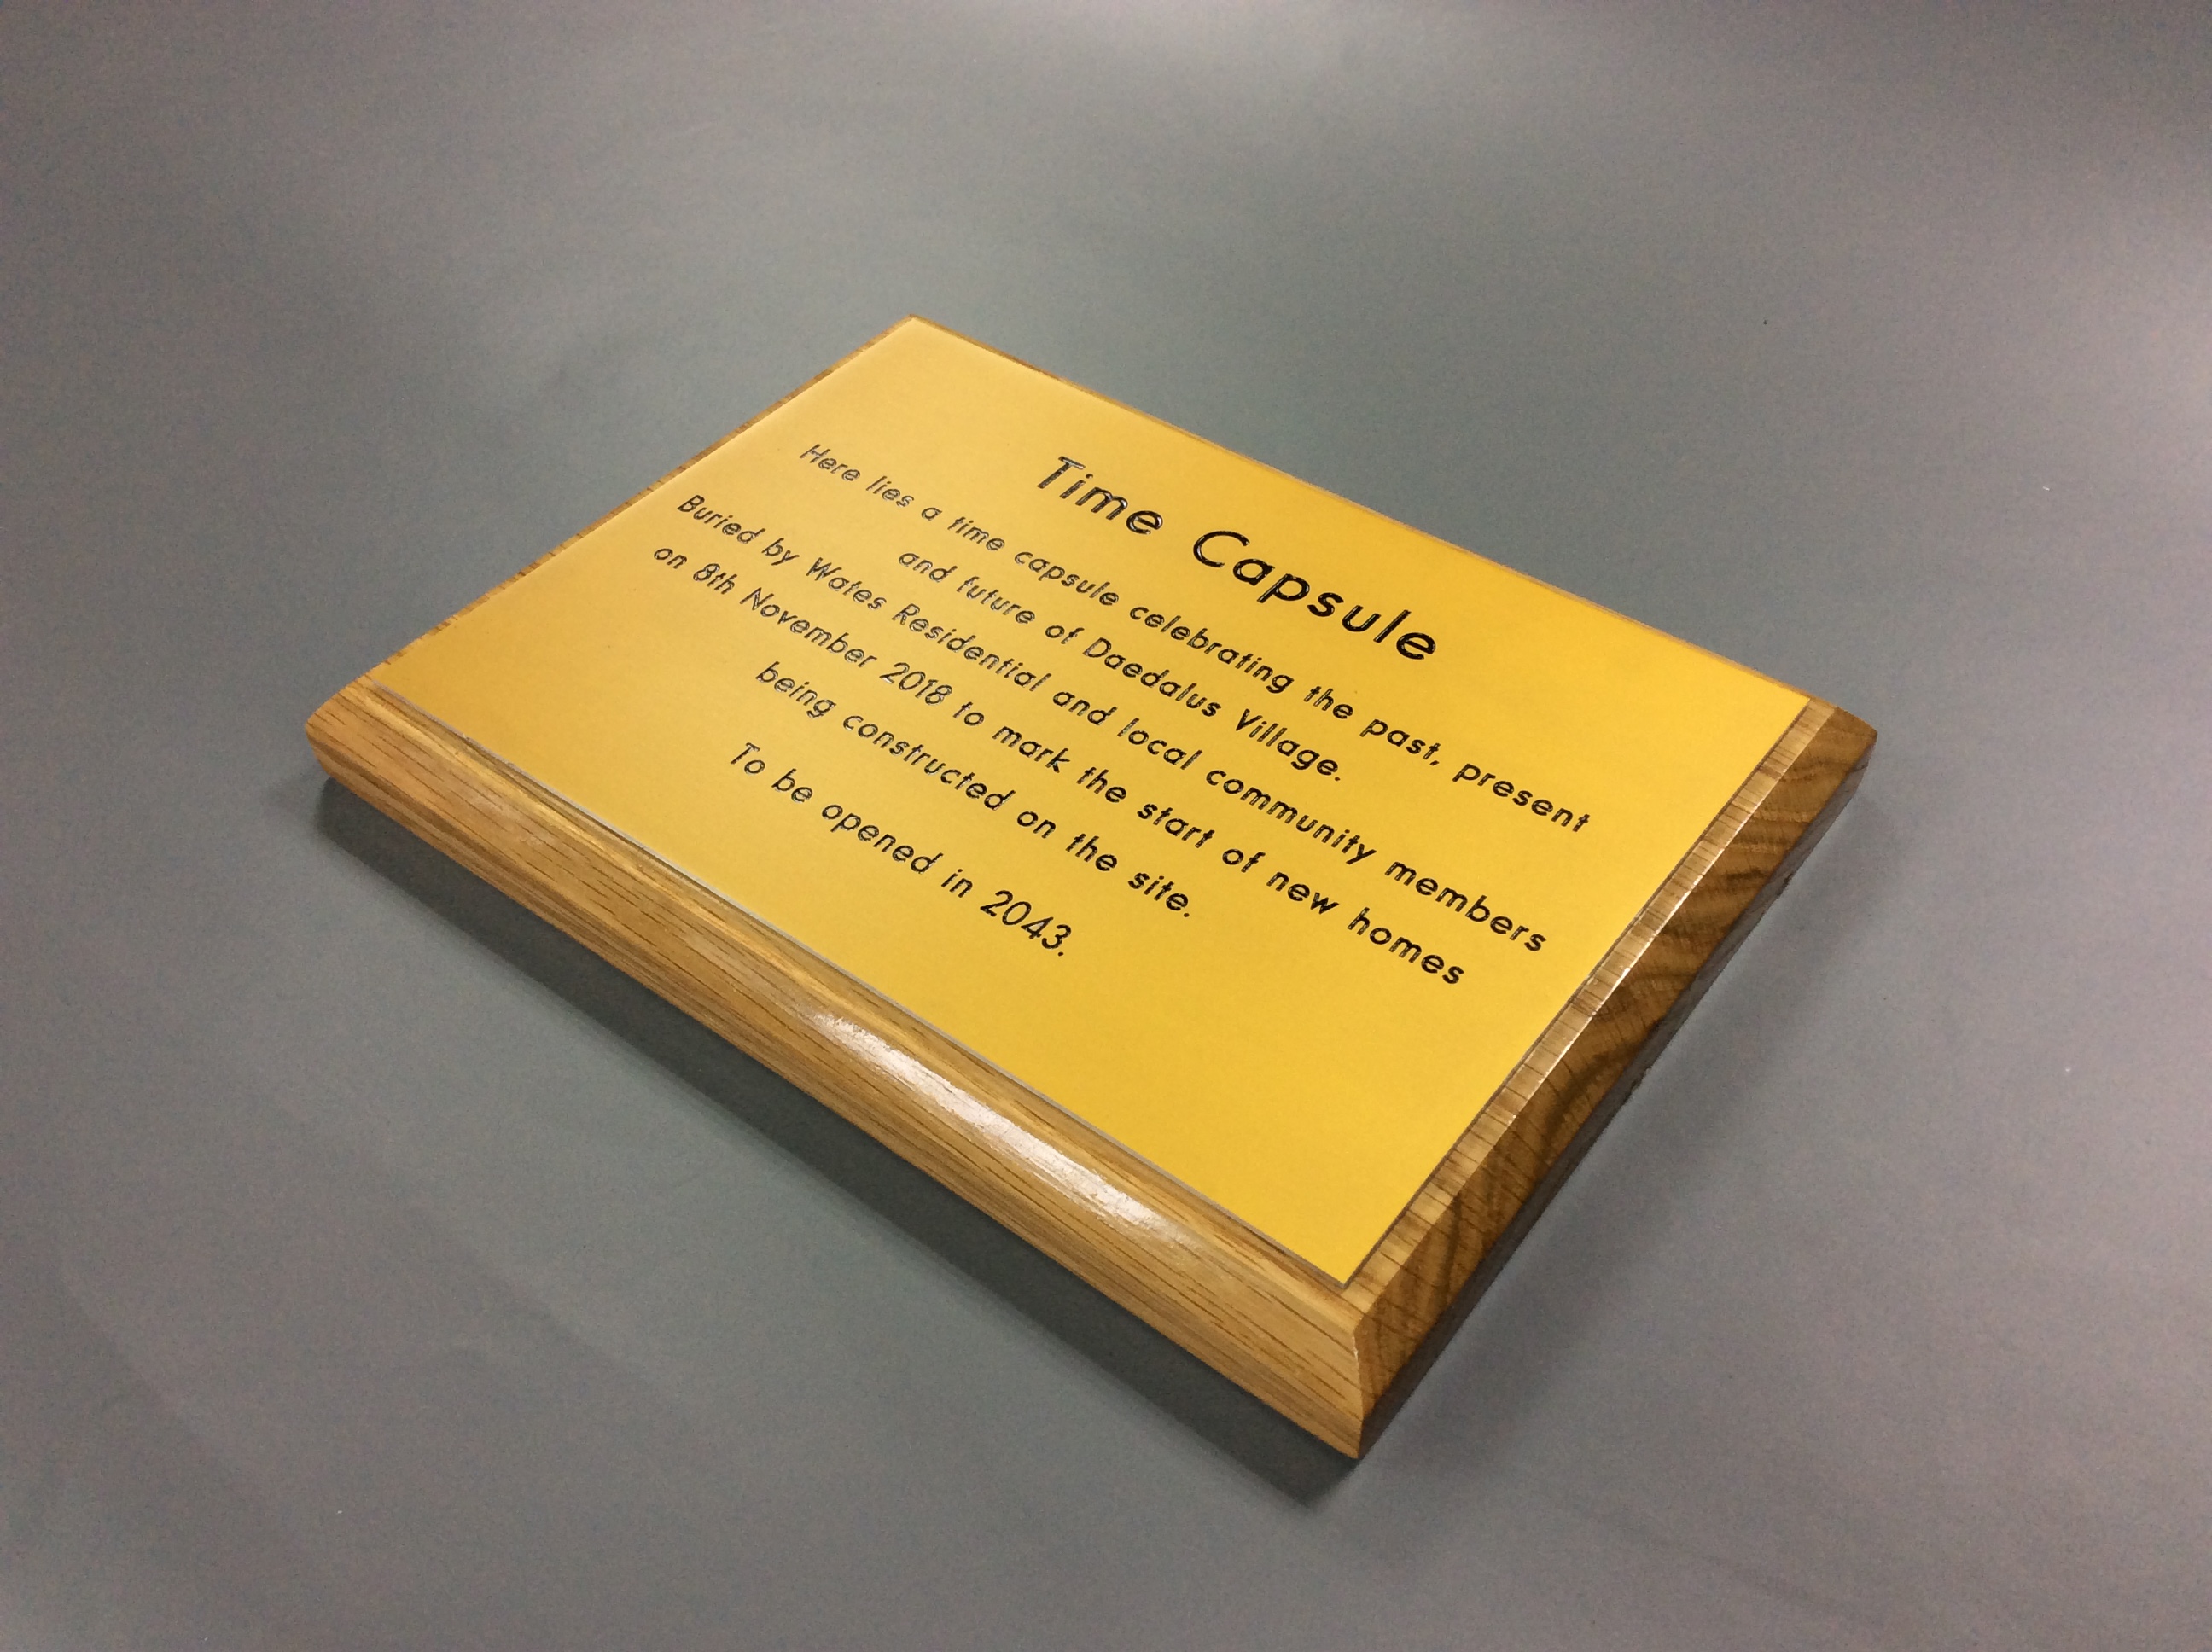 Time Capsule
Here lies a time capsule celebrating the past, present
and future of Daedalus Village.
Buried by Wates Residential and local community members
on 8th November 2018 to mark the start of new homes
being constructed on the site.
To be opened in 2043.